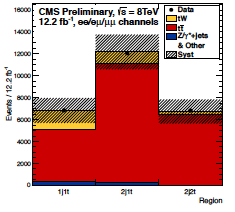 CMS Preliminary, √s = 8TeV
12.2 fb⁻¹, ee/eμ/μμ channels
Data
tW
tt̄
Z/γ*+jets
& Other
Syst
Events / 12.2 fb⁻¹
16000
14000
12000
10000
8000
6000
4000
2000
0
1j1t
2j1t
2j2t
Region